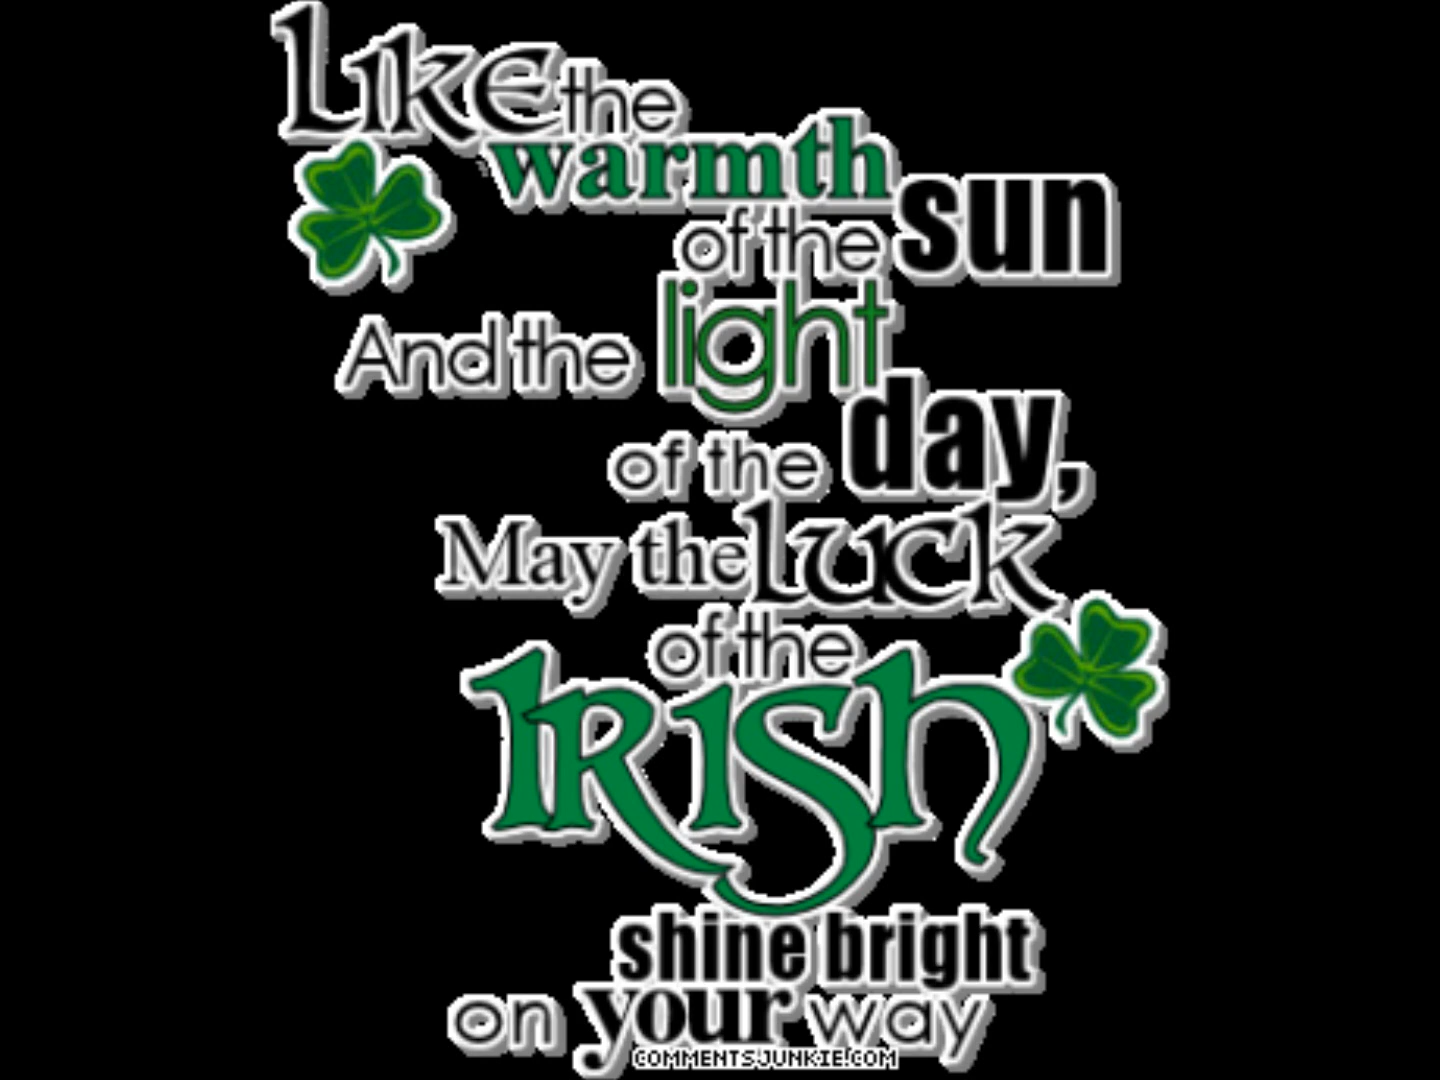 Like the
warmth
of the sun
And the light
of the day,
May the luck
of the
Irish
shine bright
on your way
COMMENTSJUNKIE.COM